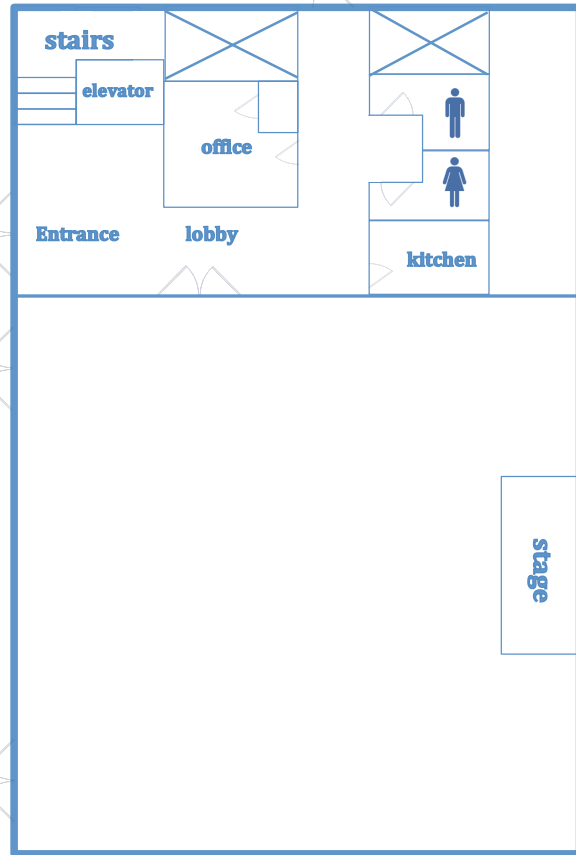 stairs
elevator
office
Entrance
lobby
kitchen
stage